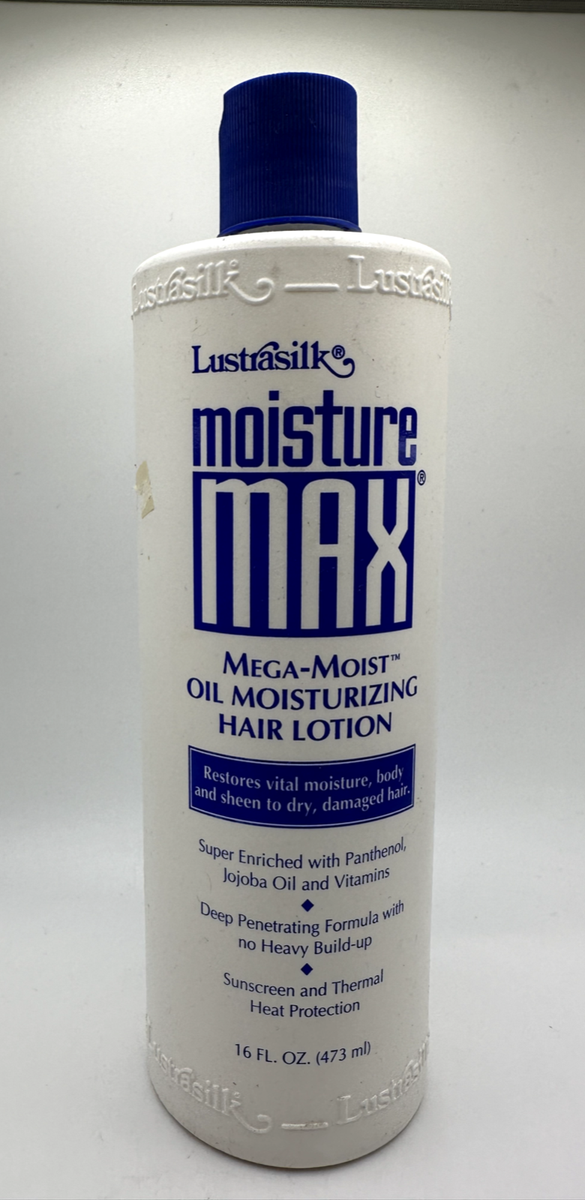 Lustrasilk — Lustrasilk
Lustrasilk®
moisture
MAX®
MEGA-MOIST™
OIL MOISTURIZING
HAIR LOTION
Restores vital moisture, body
and sheen to dry, damaged hair.
Super Enriched with Panthenol,
Jojoba Oil and Vitamins
Deep Penetrating Formula with
no Heavy Build-up
Sunscreen and Thermal
Heat Protection
16 FL. OZ. (473 ml)
Lustrasilk — Lustrasilk